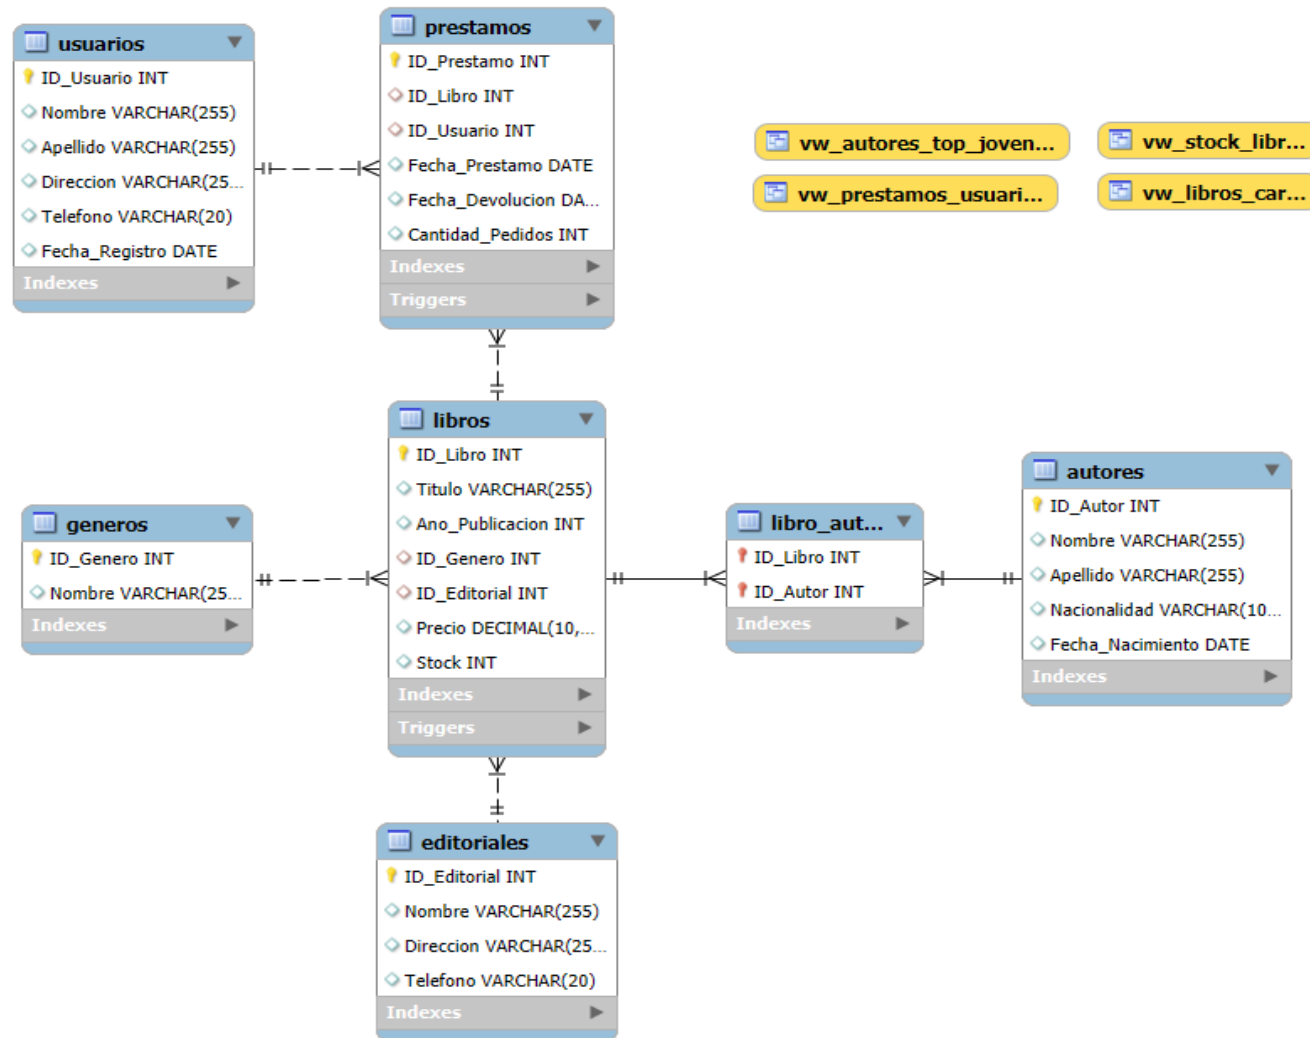 usuarios
ID_Usuario INT
Nombre VARCHAR(255)
Apellido VARCHAR(255)
Direccion VARCHAR(25...
Telefono VARCHAR(20)
Fecha_Registro DATE
Indexes
prestamos
ID_Prestamo INT
ID_Libro INT
ID_Usuario INT
Fecha_Prestamo DATE
Fecha_Devolucion DA...
Cantidad_Pedidos INT
Indexes
Triggers
vw_autores_top_joven...
vw_stock_libr...
vw_prestamos_usuari...
vw_libros_car...
generos
ID_Genero INT
Nombre VARCHAR(25...
Indexes
libros
ID_Libro INT
Titulo VARCHAR(255)
Ano_Publicacion INT
ID_Genero INT
ID_Editorial INT
Precio DECIMAL(10,...
Stock INT
Indexes
Triggers
libro_aut...
ID_Libro INT
ID_Autor INT
Indexes
autores
ID_Autor INT
Nombre VARCHAR(255)
Apellido VARCHAR(255)
Nacionalidad VARCHAR(10...
Fecha_Nacimiento DATE
Indexes
editoriales
ID_Editorial INT
Nombre VARCHAR(255)
Direccion VARCHAR(25...
Telefono VARCHAR(20)
Indexes